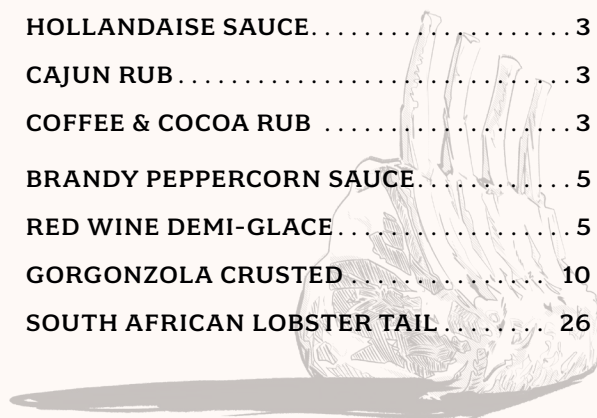 HOLLANDAISE SAUCE. . . . . . . . . . . . . . . . . . . . 3
CAJUN RUB . . . . . . . . . . . . . . . . . . . . . . . . . . . . . . 3
COFFEE & COCOA RUB . . . . . . . . . . . . . . . . . . . 3
BRANDY PEPPERCORN SAUCE. . . . . . . . . . . . 5
RED WINE DEMI-GLACE. . . . . . . . . . . . . . . . . . 5
GORGONZOLA CRUSTED . . . . . . . . . . . . . . . 10
SOUTH AFRICAN LOBSTER TAIL . . . . . . . . 26